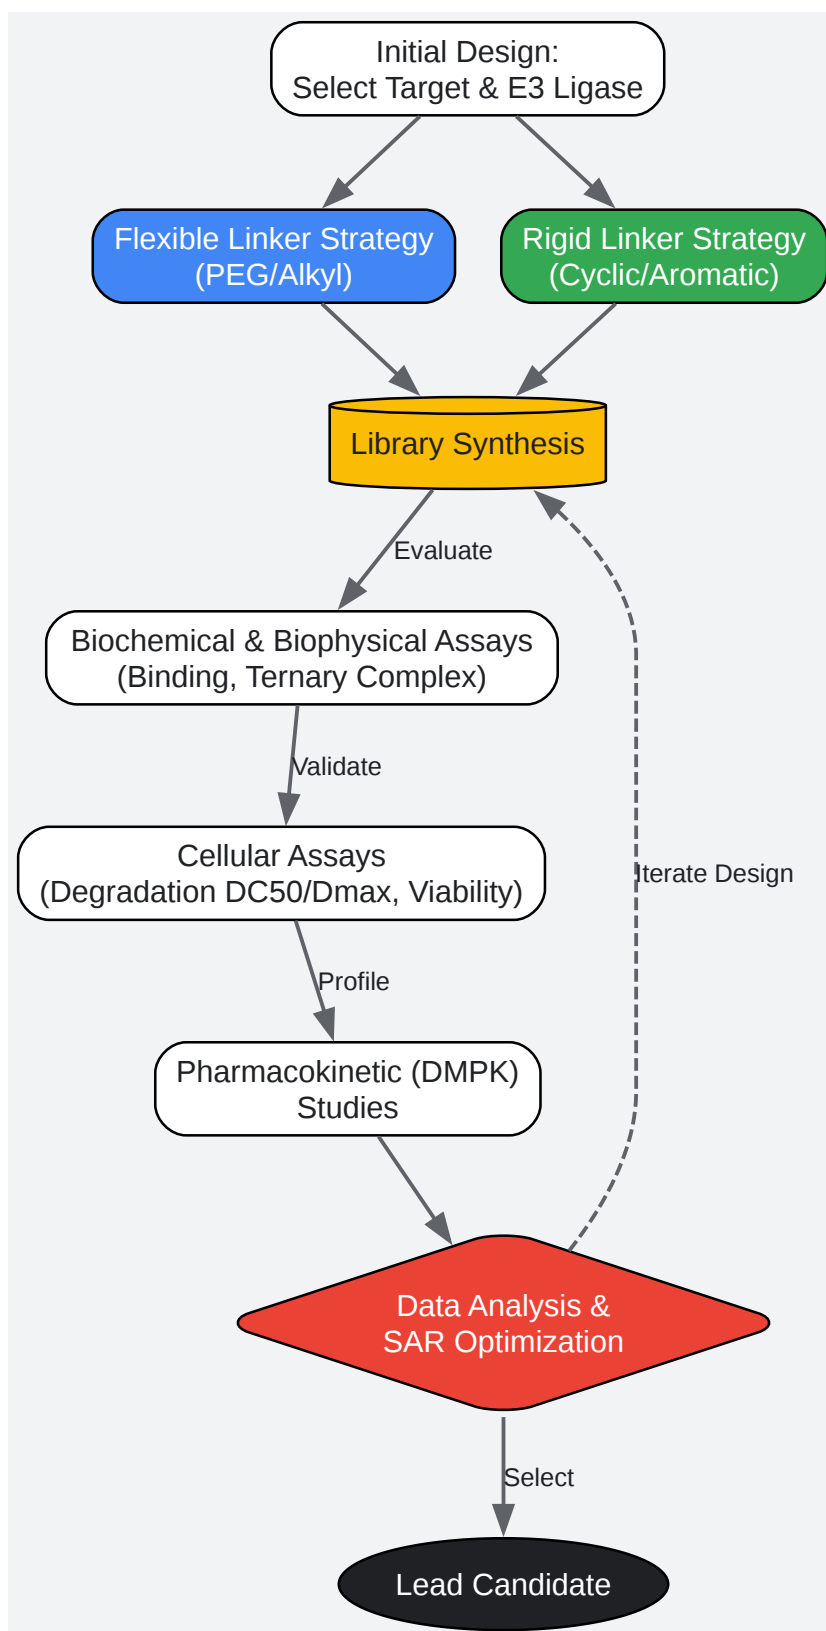 Initial Design:
Select Target & E3 Ligase
Flexible Linker Strategy
(PEG/Alkyl)
Rigid Linker Strategy
(Cyclic/Aromatic)
Library Synthesis
Evaluate
Biochemical & Biophysical Assays
(Binding, Ternary Complex)
Validate
Cellular Assays
(Degradation DC50/Dmax, Viability)
Iterate Design
Profile
Pharmacokinetic (DMPK)
Studies
Data Analysis &
SAR Optimization
Select
Lead Candidate